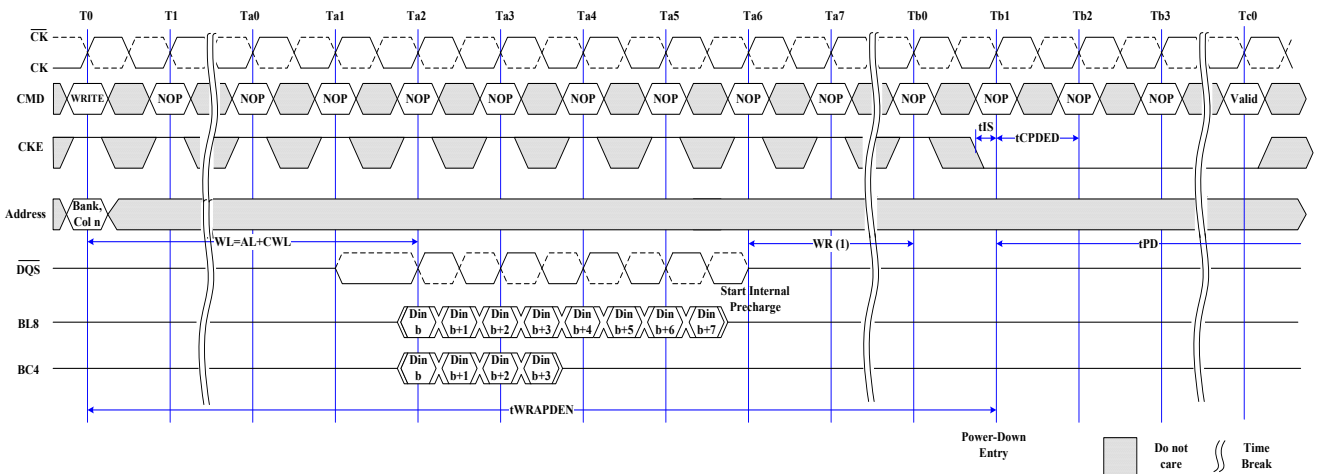 T0 T1 Ta0 Ta1 Ta2 Ta3 Ta4 Ta5 Ta6 Ta7 Tb0 Tb1 Tb2 Tb3 Tc0
CK
CK
CMD WRITE NOP NOP NOP NOP NOP NOP NOP NOP NOP NOP NOP NOP NOP Valid
tIS
tCPDED
CKE
Address Bank, Col n
WL=AL+CWL WR (1) tPD
DQS
Start Internal
Precharge
BL8 Din b Din b+1 Din b+2 Din b+3 Din b+4 Din b+5 Din b+6 Din b+7
BC4 Din b Din b+1 Din b+2 Din b+3
tWRAPDEN
Power-Down
Entry
Do not
care
Time
Break